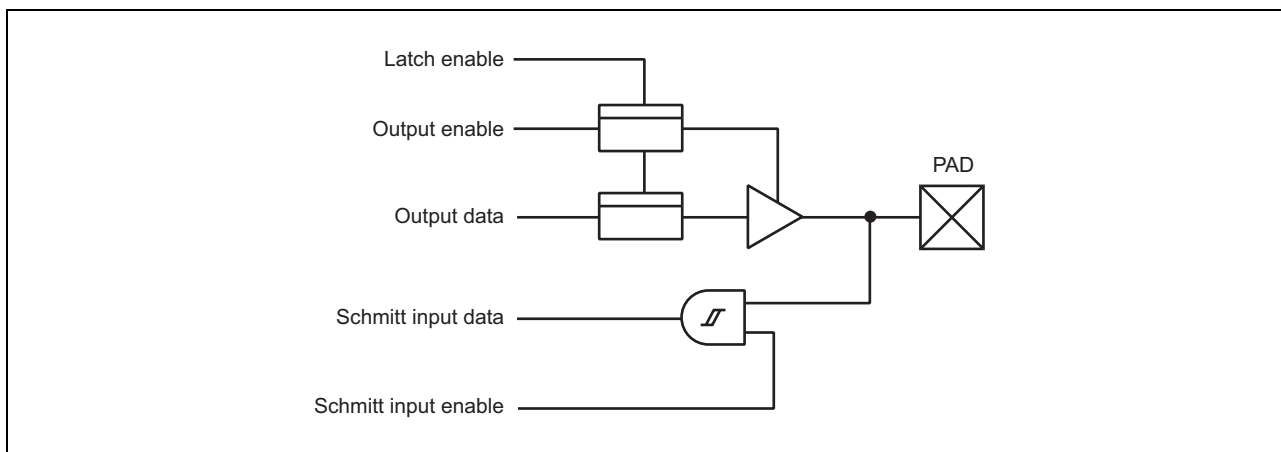 Latch enable
Output enable
PAD
Output data
Schmitt input data
Schmitt input enable